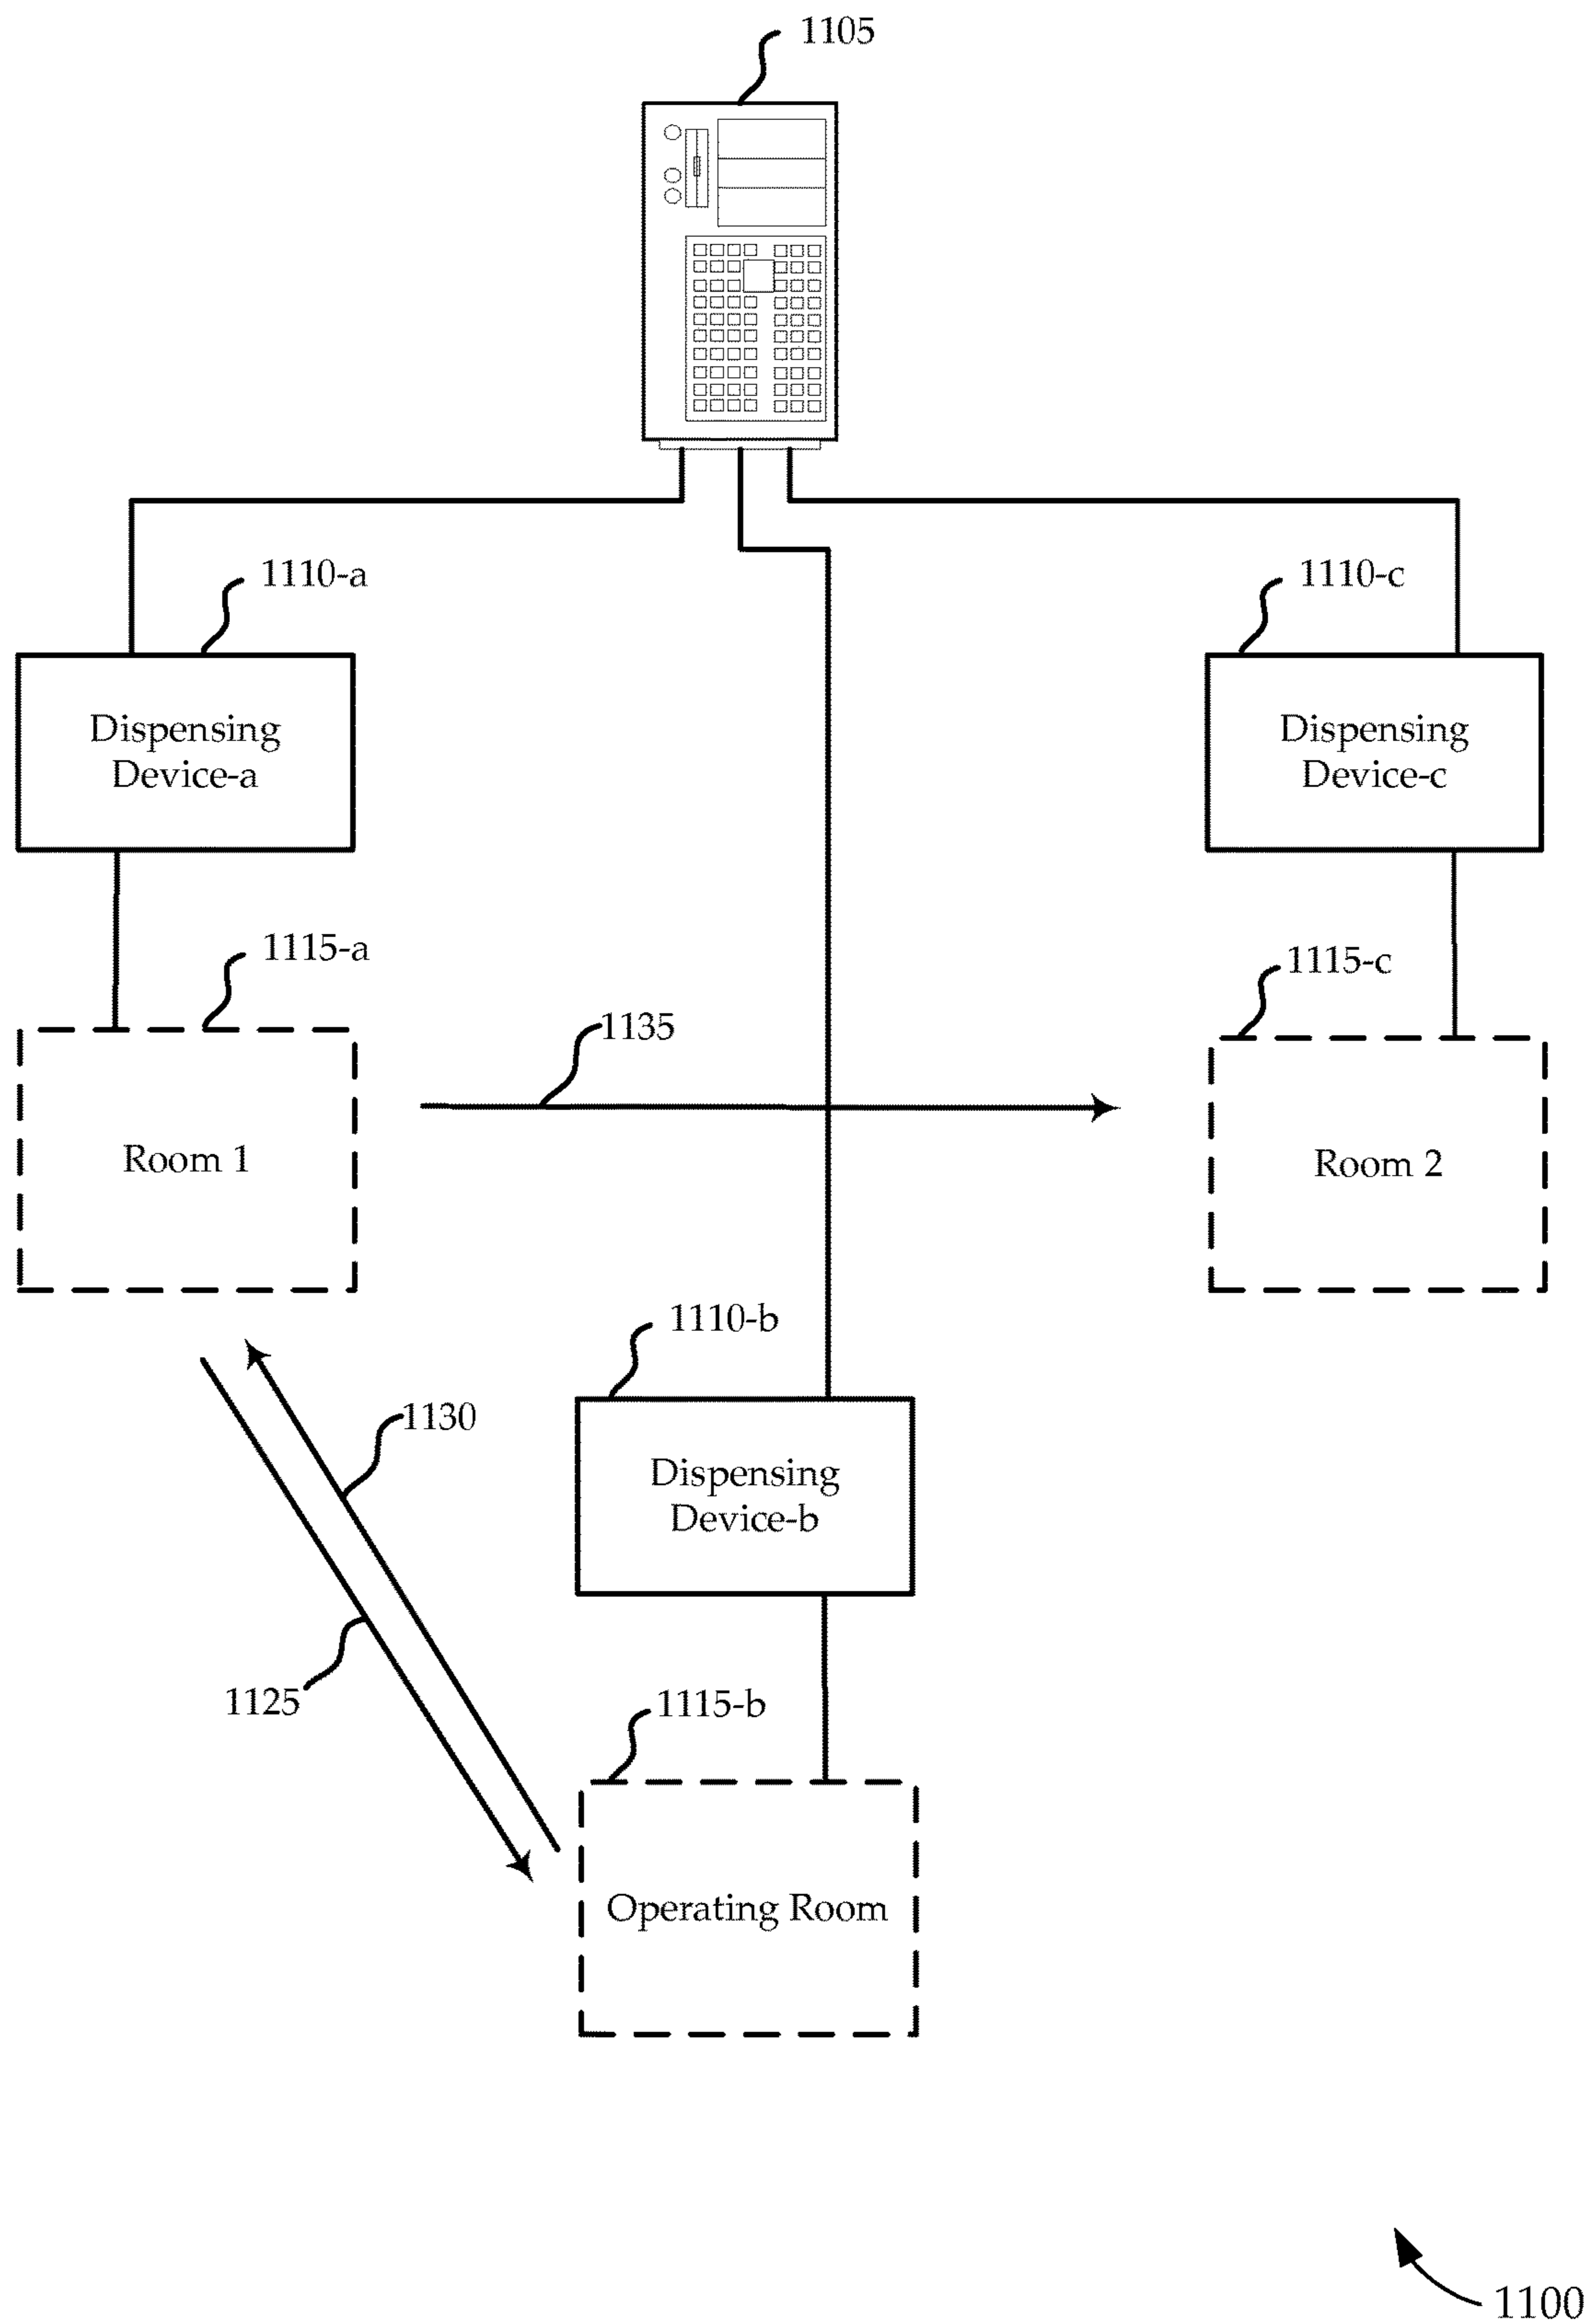 1105
1110-a
1110-c
Dispensing
Device-a
Dispensing
Device-c
1115-a
1115-c
1135
Room 1
Room 2
1110-b
1130
Dispensing
Device-b
1125
1115-b
Operating Room
1100